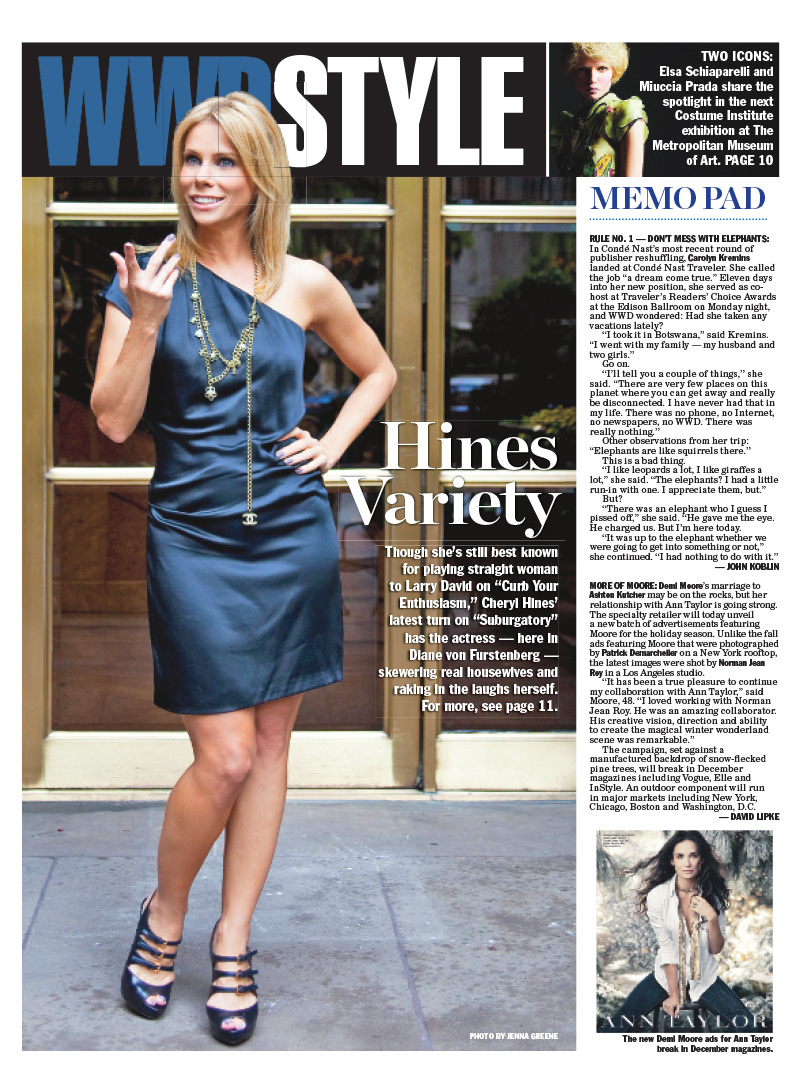 WWDSTYLE
TWO ICONS:
Elsa Schiaparelli and
Miuccia Prada share the
spotlight in the next
Costume Institute
exhibition at The
Metropolitan Museum
of Art. PAGE 10
Hines
Variety
Though she's still best known
for playing straight woman
to Larry David on “Curb Your
Enthusiasm,” Cheryl Hines'
latest turn on “Suburgatory”
has the actress — here in
Diane von Furstenberg —
skewering real housewives and
raking in the laughs herself.
For more, see page 11.
PHOTO BY JENNA GREENE
MEMO PAD
RULE NO. 1 — DON'T MESS WITH ELEPHANTS:
In Condé Nast's most recent round of
publisher reshuffling, Carolyn Kremins
landed at Condé Nast Traveler. She called
the job “a dream come true.” Eleven days
into her new position, she served as co-
host at Traveler's Readers' Choice Awards
at the Edison Ballroom on Monday night,
and WWD wondered: Had she taken any
vacations lately?
“I took it in Botswana,” said Kremins.
“I went with my family — my husband and
two girls.”
Go on.
“I'll tell you a couple of things,” she
said. “There are very few places on this
planet where you can get away and really
be disconnected. I have never had that in
my life. There was no phone, no Internet,
no newspapers, no WWD. There was
really nothing.”
Other observations from her trip:
“Elephants are like squirrels there.”
This is a bad thing.
“I like leopards a lot, I like giraffes a
lot,” she said. “The elephants? I had a little
run-in with one. I appreciate them, but.”
But?
“There was an elephant who I guess I
pissed off,” she said. “He gave me the eye.
He charged us. But I'm here today.
“It was up to the elephant whether we
were going to get into something or not,”
she continued. “I had nothing to do with it.”
— JOHN KOBLIN
MORE OF MOORE: Demi Moore's marriage to
Ashton Kutcher may be on the rocks, but her
relationship with Ann Taylor is going strong.
The specialty retailer will today unveil
a new batch of advertisements featuring
Moore for the holiday season. Unlike the fall
ads featuring Moore that were photographed
by Patrick Demarchelier on a New York rooftop,
the latest images were shot by Norman Jean
Roy in a Los Angeles studio.
“It has been a true pleasure to continue
my collaboration with Ann Taylor,” said
Moore, 48. “I loved working with Norman
Jean Roy. He was an amazing collaborator.
His creative vision, direction and ability
to create the magical winter wonderland
scene was remarkable.”
The campaign, set against a
manufactured backdrop of snow-flecked
pine trees, will break in December
magazines including Vogue, Elle and
InStyle. An outdoor component will run
in major markets including New York,
Chicago, Boston and Washington, D.C.
— DAVID LIPKE
ANN TAYLOR
The new Demi Moore ads for Ann Taylor
break in December magazines.